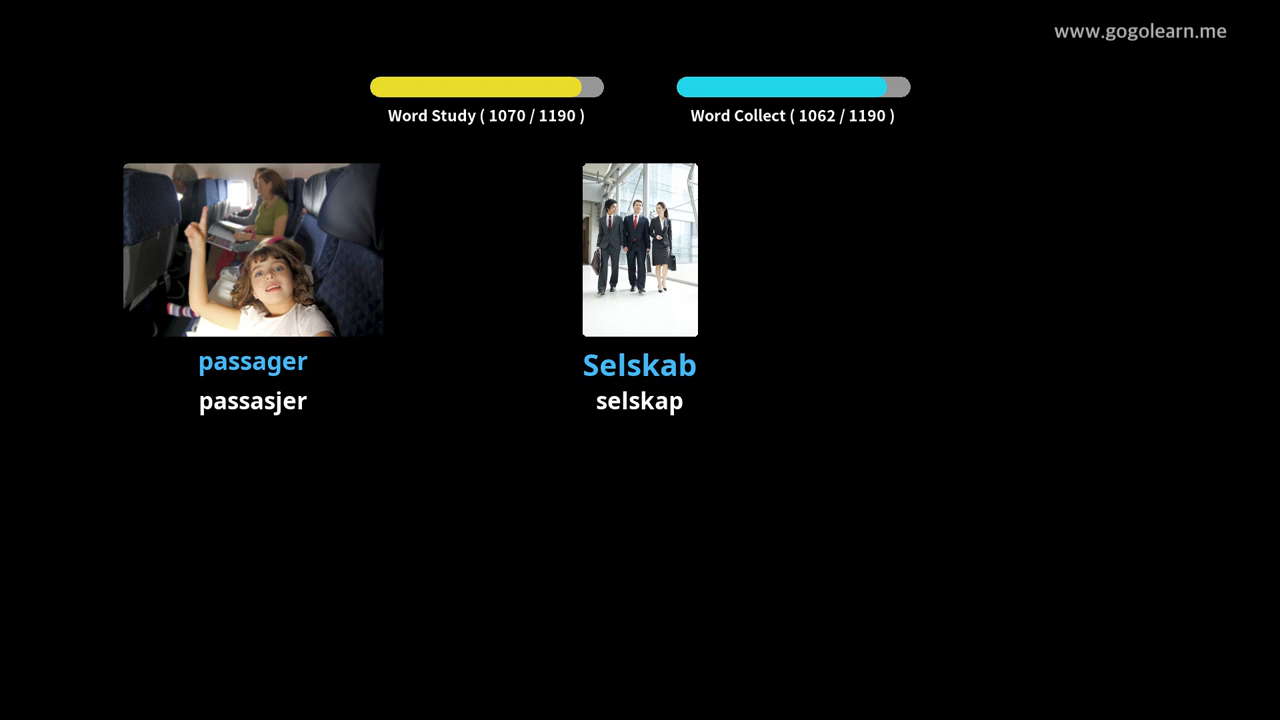 www.gogolearn.me
Word Study ( 1070 / 1190 )
Word Collect ( 1062 / 1190 )
passager
passasjer
Selskab
selskap